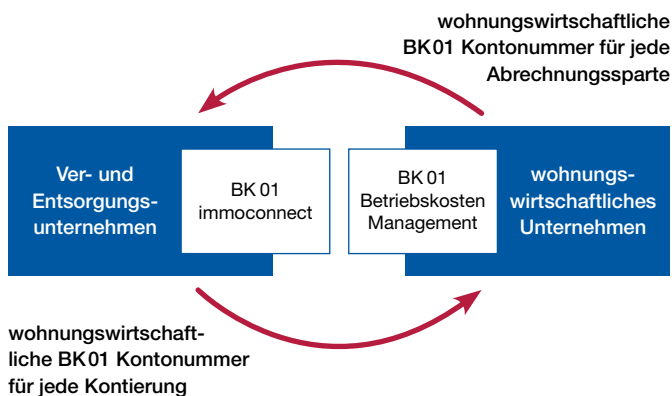 wohnungswirtschaftliche
BK01 Kontonummer für jede
Abrechnungssparte
Ver- und
Entsorgungs-
unternehmen
BK 01
immoconnect
BK 01
Betriebskosten
Management
wohnungs-
wirtschaftliches
Unternehmen
wohnungswirtschaft-
liche BK01 Kontonummer
für jede Kontierung